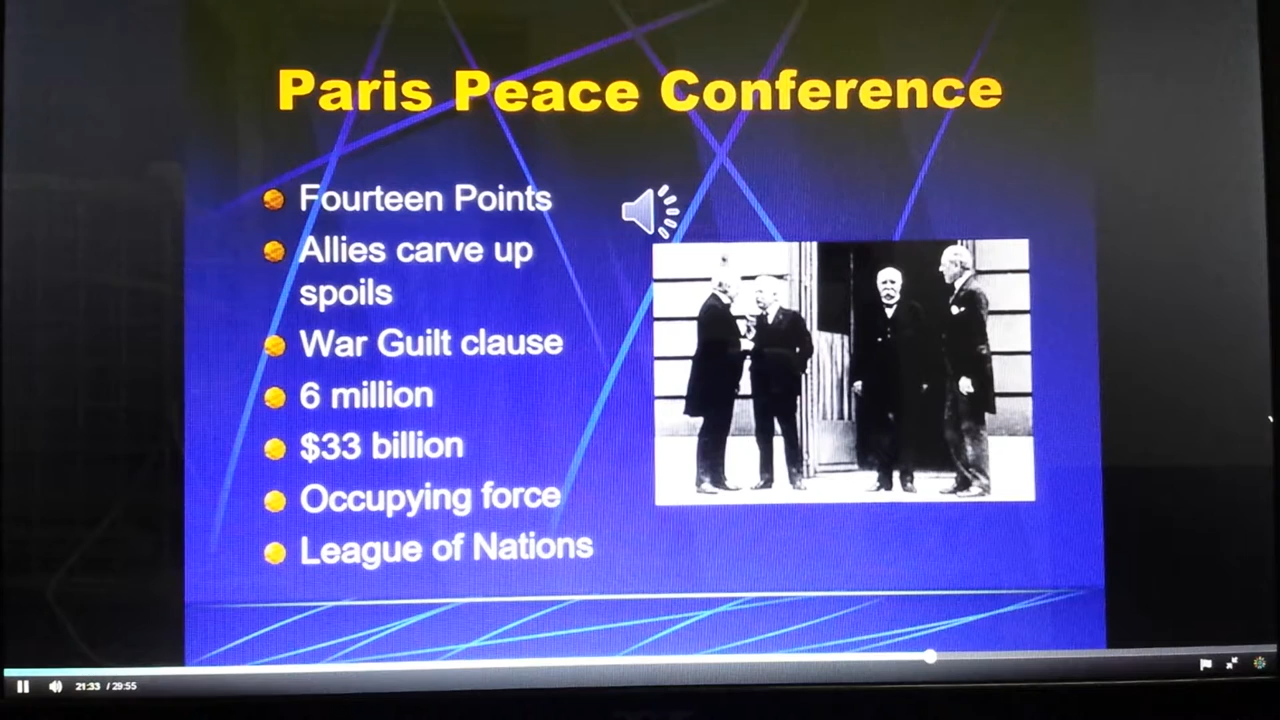 Paris Peace Conference
Fourteen Points
Allies carve up
spoils
War Guilt clause
6 million
$33 billion
Occupying force
League of Nations
21:33 / 29:55